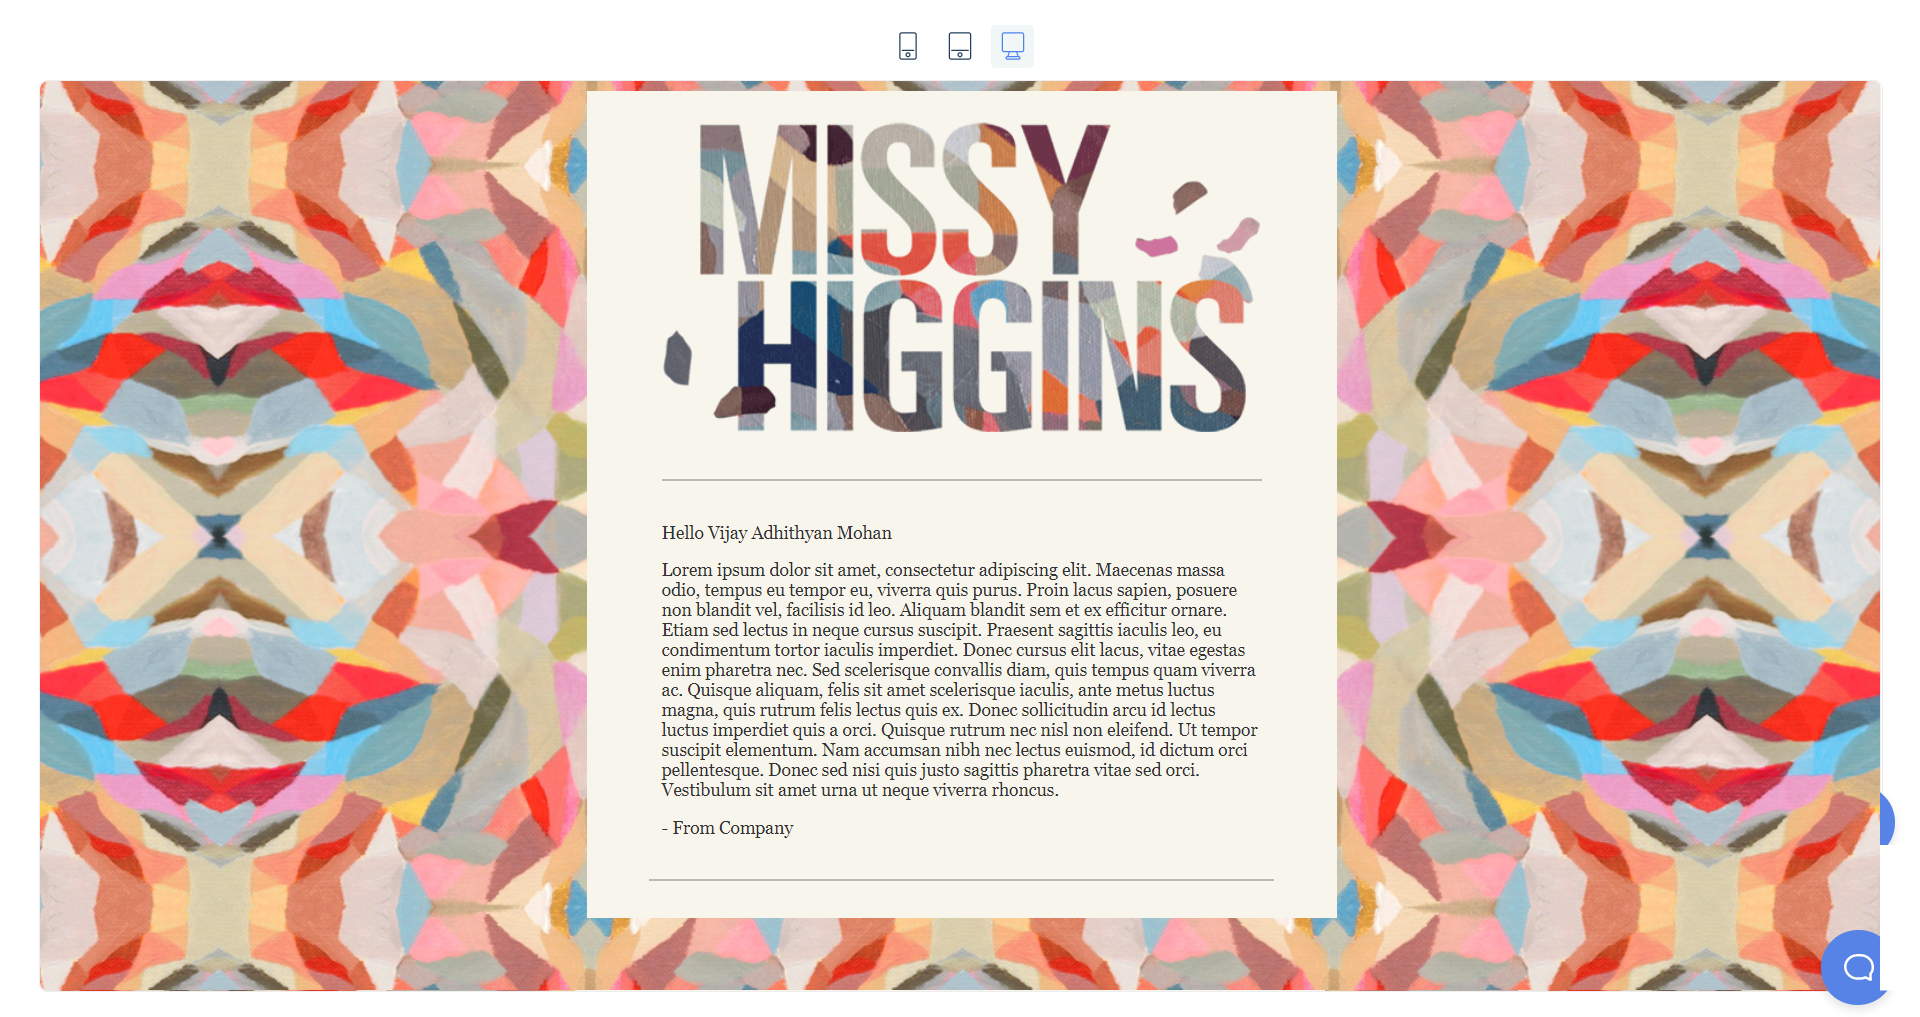 MISSY
HIGGINS
Hello Vijay Adhithyan Mohan
Lorem ipsum dolor sit amet, consectetur adipiscing elit. Maecenas massa
odio, tempus eu tempor eu, viverra quis purus. Proin lacus sapien, posuere
non blandit vel, facilisis id leo. Aliquam blandit sem et ex efficitur ornare.
Etiam sed lectus in neque cursus suscipit. Praesent sagittis iaculis leo, eu
condimentum tortor iaculis imperdiet. Donec cursus elit lacus, vitae egestas
enim pharetra nec. Sed scelerisque convallis diam, quis tempus quam viverra
ac. Quisque aliquam, felis sit amet scelerisque iaculis, ante metus luctus
magna, quis rutrum felis lectus quis ex. Donec sollicitudin arcu id lectus
luctus imperdiet quis a orci. Quisque rutrum nec nisl non eleifend. Ut tempor
suscipit elementum. Nam accumsan nibh nec lectus euismod, id dictum orci
pellentesque. Donec sed nisi quis justo sagittis pharetra vitae sed orci.
Vestibulum sit amet urna ut neque viverra rhoncus.
- From Company